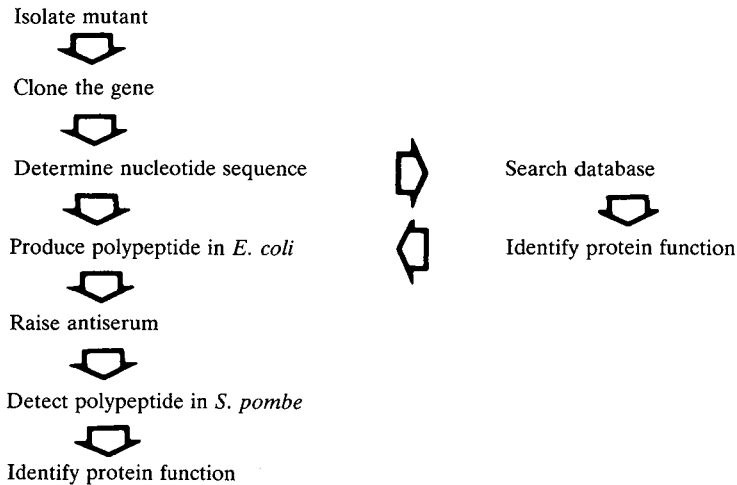 Isolate mutant
Clone the gene
Determine nucleotide sequence
Search database
Produce polypeptide in E. coli
Identify protein function
Raise antiserum
Detect polypeptide in S. pombe
Identify protein function